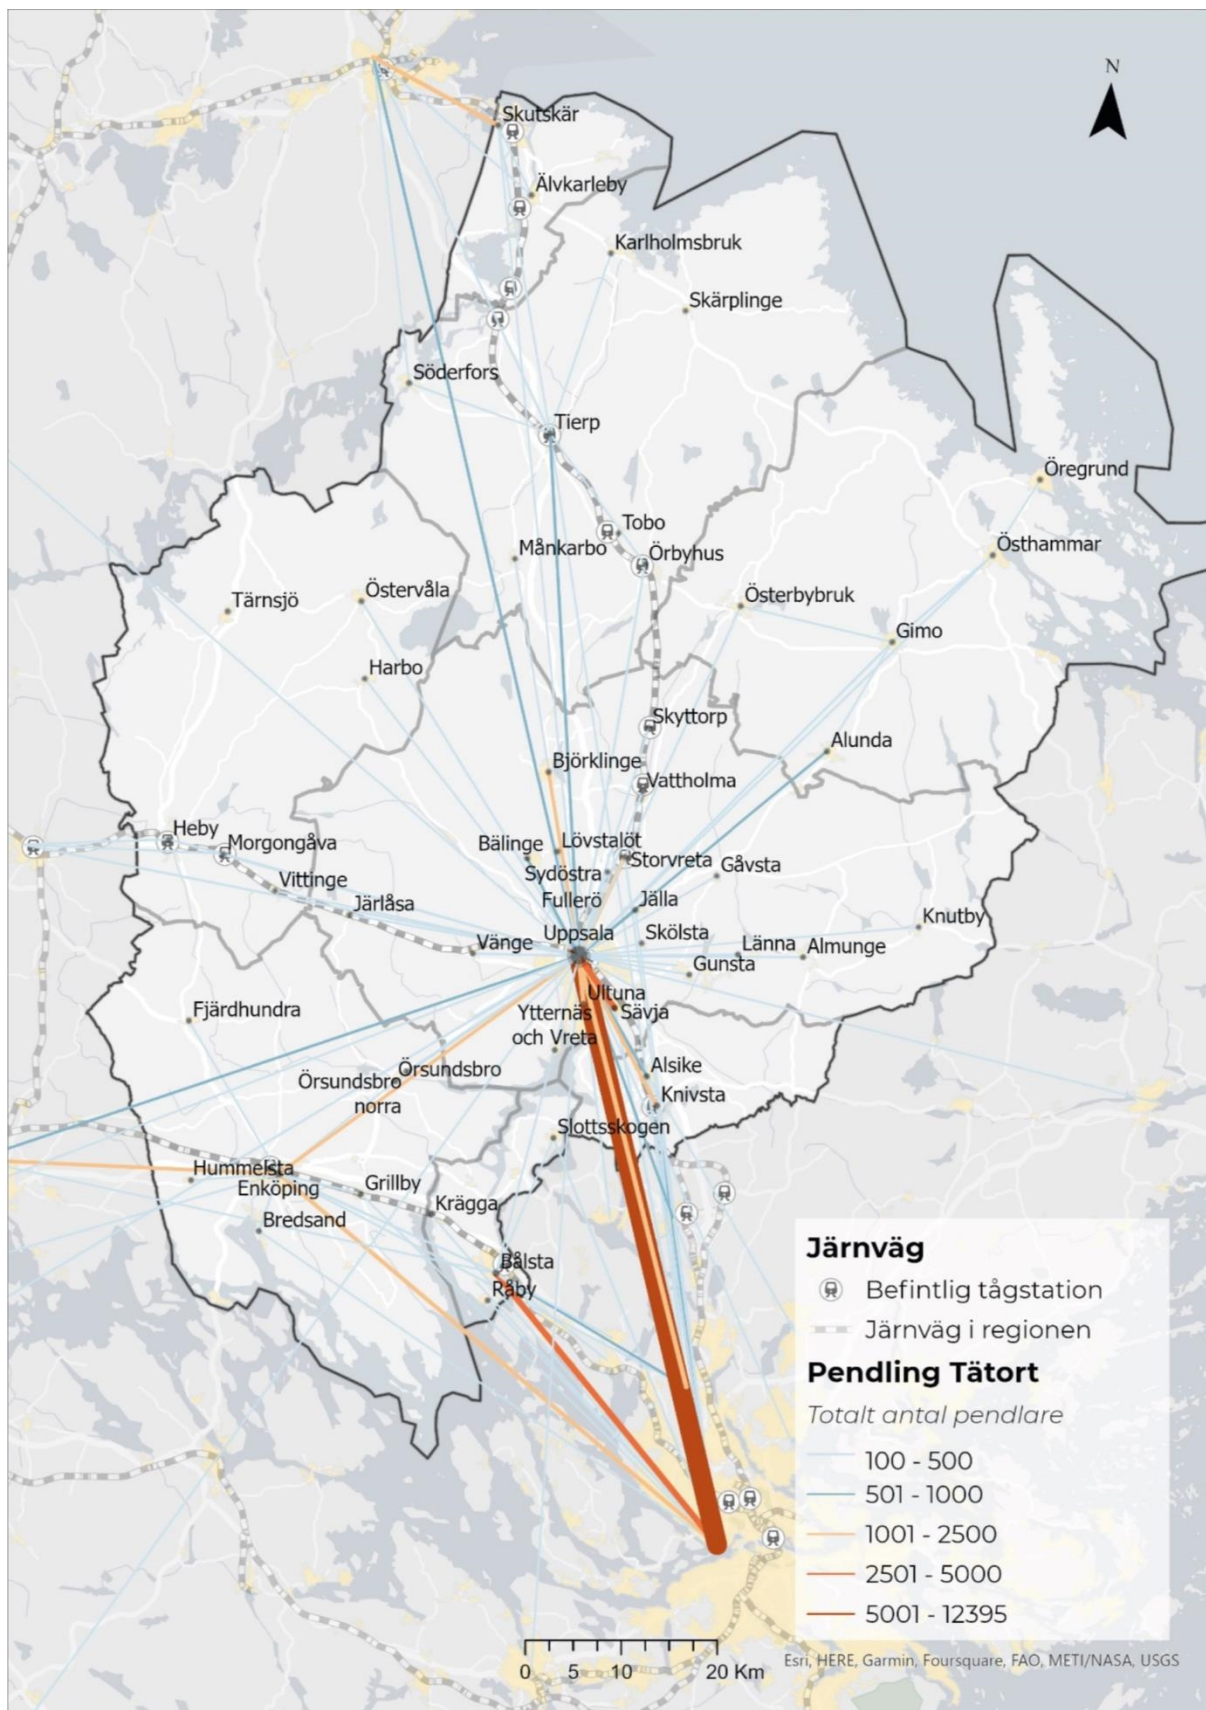 N
Skutskär
Älvkarleby
Karlholmsbruk
Skärplinge
Söderfors
Tierp
Öregrund
Tobo
Östhammar
Månkarbo
Örbyhus
Tärnsjö
Östervåla
Österbybruk
Gimo
Harbo
Skyttorp
Alunda
Björklinge
Vattholma
Heby
Morgongåva
Bälinge
Lövstalöt
Storvreta
Sydöstra
Fullerö
Gåvsta
Vittinge
Järlåsa
Jälla
Knutby
Uppsala
Skölsta
Vänge
Länna
Almunge
Gunsta
Fjärdhundra
Ultuna
Ytternäs
och Vreta
Sävja
Alsike
Örsundsbro
Örsundsbro
norra
Knivsta
Slottsskogen
Hummelsta
Enköping
Grillby
Krägga
Bredsand
Bålsta
Råby
Järnväg
Befintlig tågstation
Järnväg i regionen
Pendling Tätort
Totalt antal pendlare
100 - 500
501 - 1000
1001 - 2500
2501 - 5000
5001 - 12395
0 5 10 20 Km
Esri, HERE, Garmin, Foursquare, FAO, METI/NASA, USGS